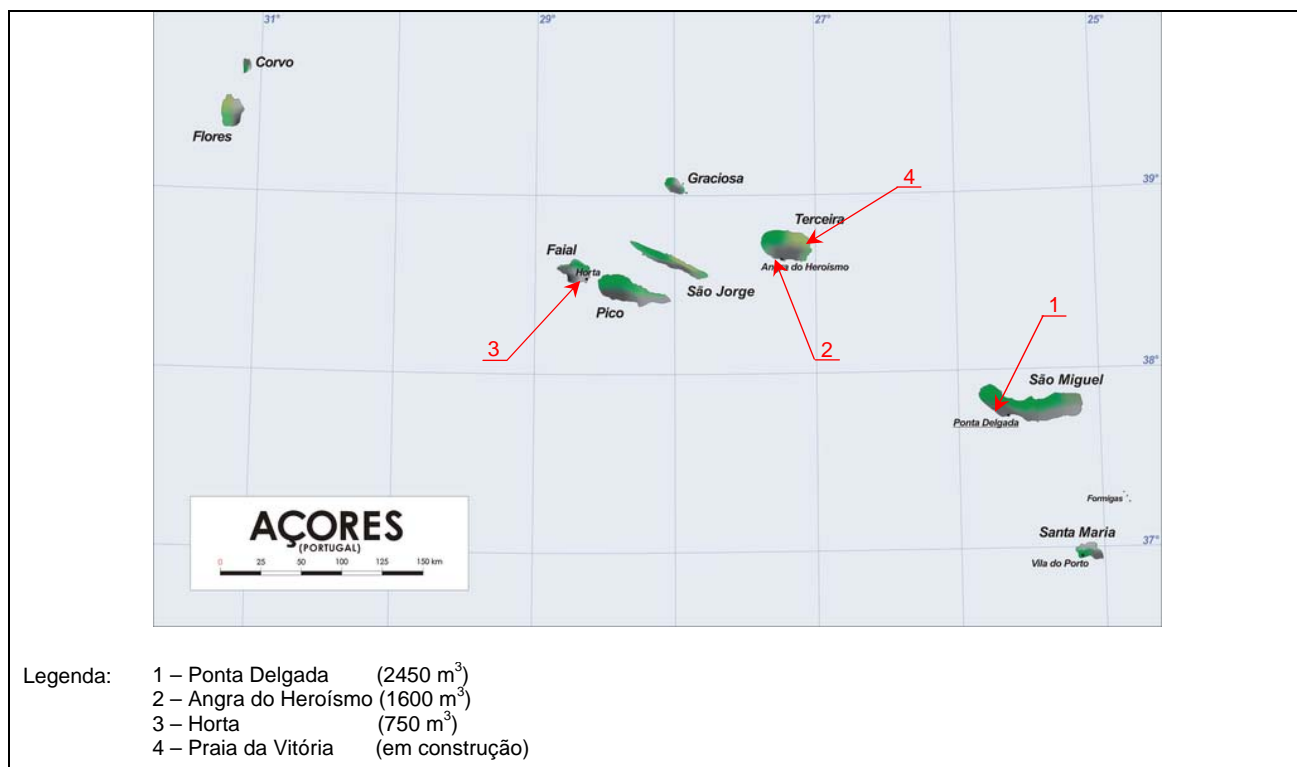 31°
29°
27°
25°
Corvo
Flores
Graciosa
39°
4
Terceira
Faial
Horta
Angra do Heroísmo
São Jorge
Pico
3
2
1
38°
São Miguel
Ponta Delgada
Formigas
Santa Maria
37°
Vila do Porto
AÇORES
(PORTUGAL)
0 25 50 100 125 150 km
Legenda: 1 – Ponta Delgada (2450 m³)
2 – Angra do Heroísmo (1600 m³)
3 – Horta (750 m³)
4 – Praia da Vitória (em construção)